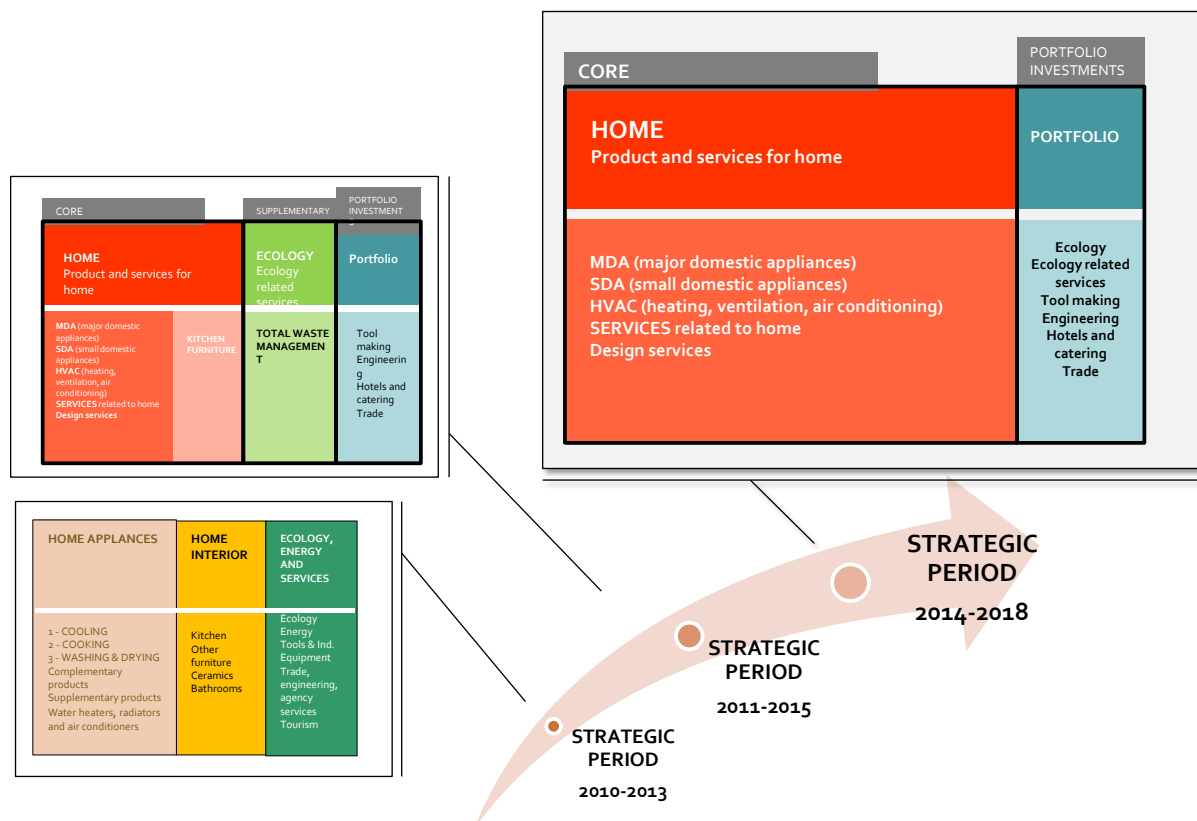 CORE
PORTFOLIO
INVESTMENTS
HOME
Product and services for home
PORTFOLIO
MDA (major domestic appliances)
SDA (small domestic appliances)
HVAC (heating, ventilation, air conditioning)
SERVICES related to home
Design services
Ecology
Ecology related
services
Tool making
Engineering
Hotels and
catering
Trade
CORE
SUPPLEMENTARY
PORTFOLIO
INVESTMENT
S
HOME
Product and services for
home
ECOLOGY
Ecology
related
services
Portfolio
MDA (major domestic
appliances)
SDA (small domestic
appliances)
HVAC (heating,
ventilation, air
conditioning)
SERVICES related to home
Design services
KITCHEN
FURNITURE
TOTAL WASTE
MANAGEMEN
T
Tool
making
Engineerin
g
Hotels and
catering
Trade
HOME APPLANCES
HOME
INTERIOR
ECOLOGY,
ENERGY
AND
SERVICES
1 - COOLING
2 - COOKING
3 - WASHING & DRYING
Complementary
products
Supplementary products
Water heaters, radiators
and air conditioners
Kitchen
Other
furniture
Ceramics
Bathrooms
Ecology
Energy
Tools & Ind.
Equipment
Trade,
engineering,
agency
services
Tourism
STRATEGIC
PERIOD
2014-2018
STRATEGIC
PERIOD
2011-2015
STRATEGIC
PERIOD
2010-2013